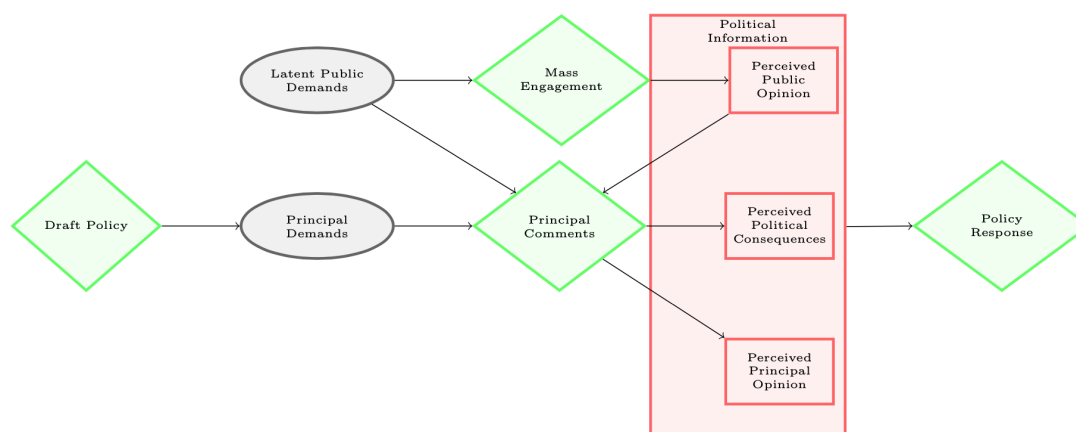 Political
Information
Latent Public
Demands
Mass
Engagement
Perceived
Public
Opinion
Draft Policy
Principal
Demands
Principal
Comments
Perceived
Political
Consequences
Policy
Response
Perceived
Principal
Opinion